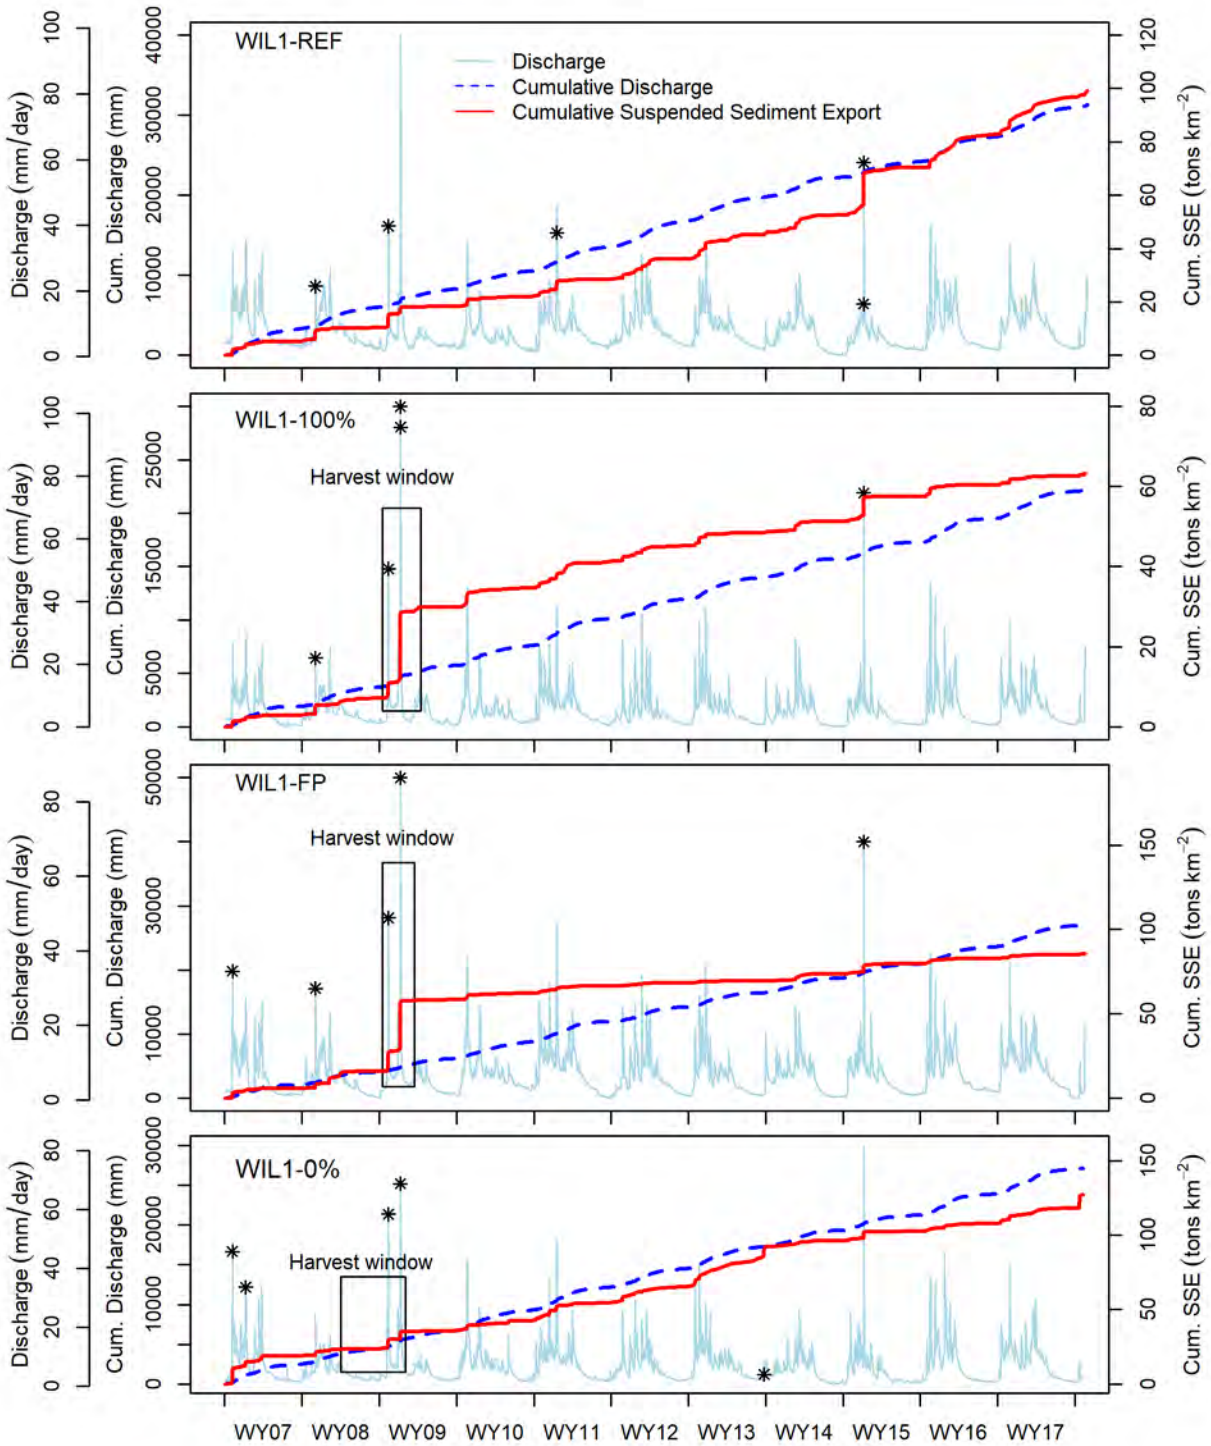 WIL1-REF
Discharge
Cumulative Discharge
Cumulative Suspended Sediment Export
Discharge (mm/day)
0 20 40 60 80 100
Cum. Discharge (mm)
0 10000 20000 30000 40000
Cum. SSE (tons km⁻²)
0 20 40 60 80 100 120
WIL1-100%
Harvest window
Discharge (mm/day)
0 20 40 60 80 100
Cum. Discharge (mm)
0 5000 15000 25000
Cum. SSE (tons km⁻²)
0 20 40 60 80
WIL1-FP
Harvest window
Discharge (mm/day)
0 20 40 60 80
Cum. Discharge (mm)
0 10000 30000 50000
Cum. SSE (tons km⁻²)
0 50 100 150
WIL1-0%
Harvest window
Discharge (mm/day)
0 20 40 60 80
Cum. Discharge (mm)
0 10000 20000 30000
Cum. SSE (tons km⁻²)
0 50 100 150
WY07 WY08 WY09 WY10 WY11 WY12 WY13 WY14 WY15 WY16 WY17